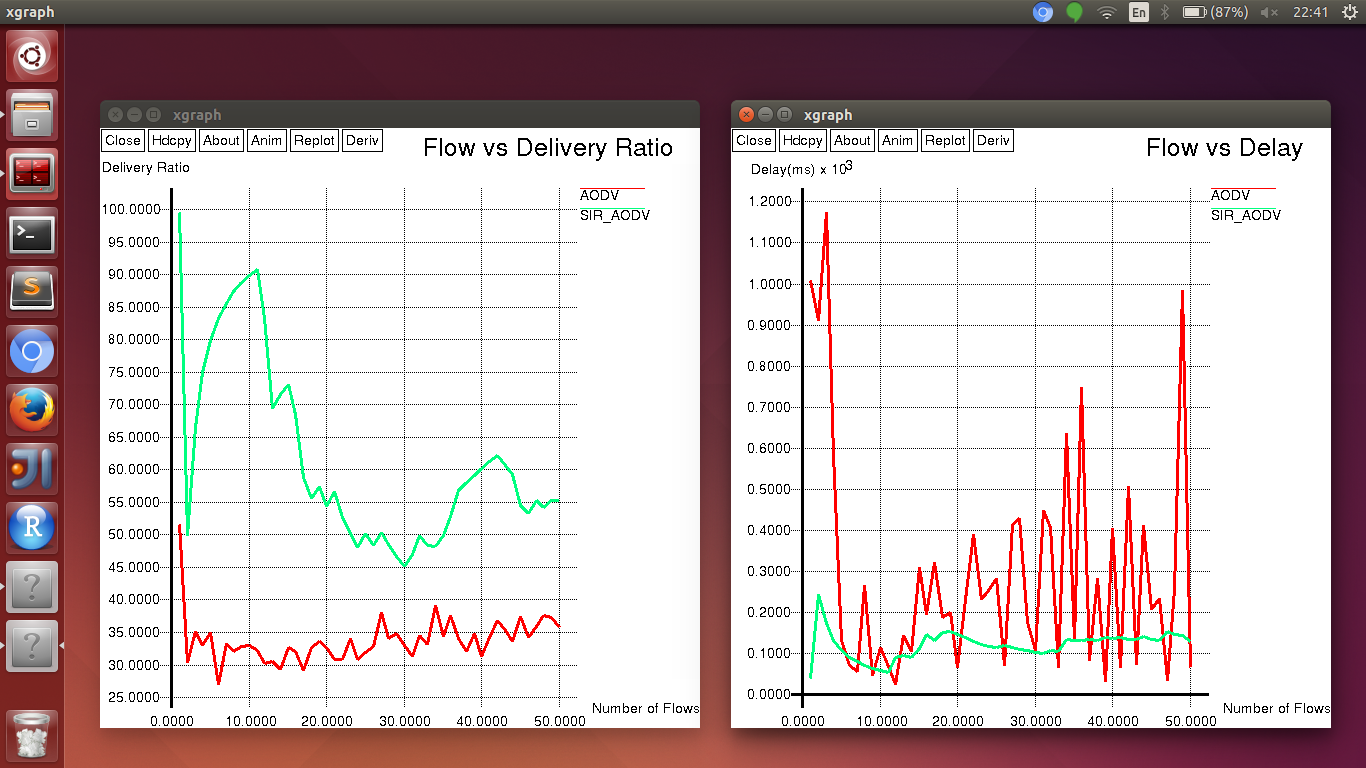 xgraph
En
(87%)
22:41
xgraph
Close Hdcpy About Anim Replot Deriv
Flow vs Delivery Ratio
Delivery Ratio
AODV
SIR_AODV
100.0000
95.0000
90.0000
85.0000
80.0000
75.0000
70.0000
65.0000
60.0000
55.0000
50.0000
45.0000
40.0000
35.0000
30.0000
25.0000
Number of Flows
0.0000 10.0000 20.0000 30.0000 40.0000 50.0000
xgraph
Close Hdcpy About Anim Replot Deriv
Flow vs Delay
Delay(ms) x 10³
AODV
SIR_AODV
1.2000
1.1000
1.0000
0.9000
0.8000
0.7000
0.6000
0.5000
0.4000
0.3000
0.2000
0.1000
0.0000
Number of Flows
0.0000 10.0000 20.0000 30.0000 40.0000 50.0000
>_
S
JI
R
?
?